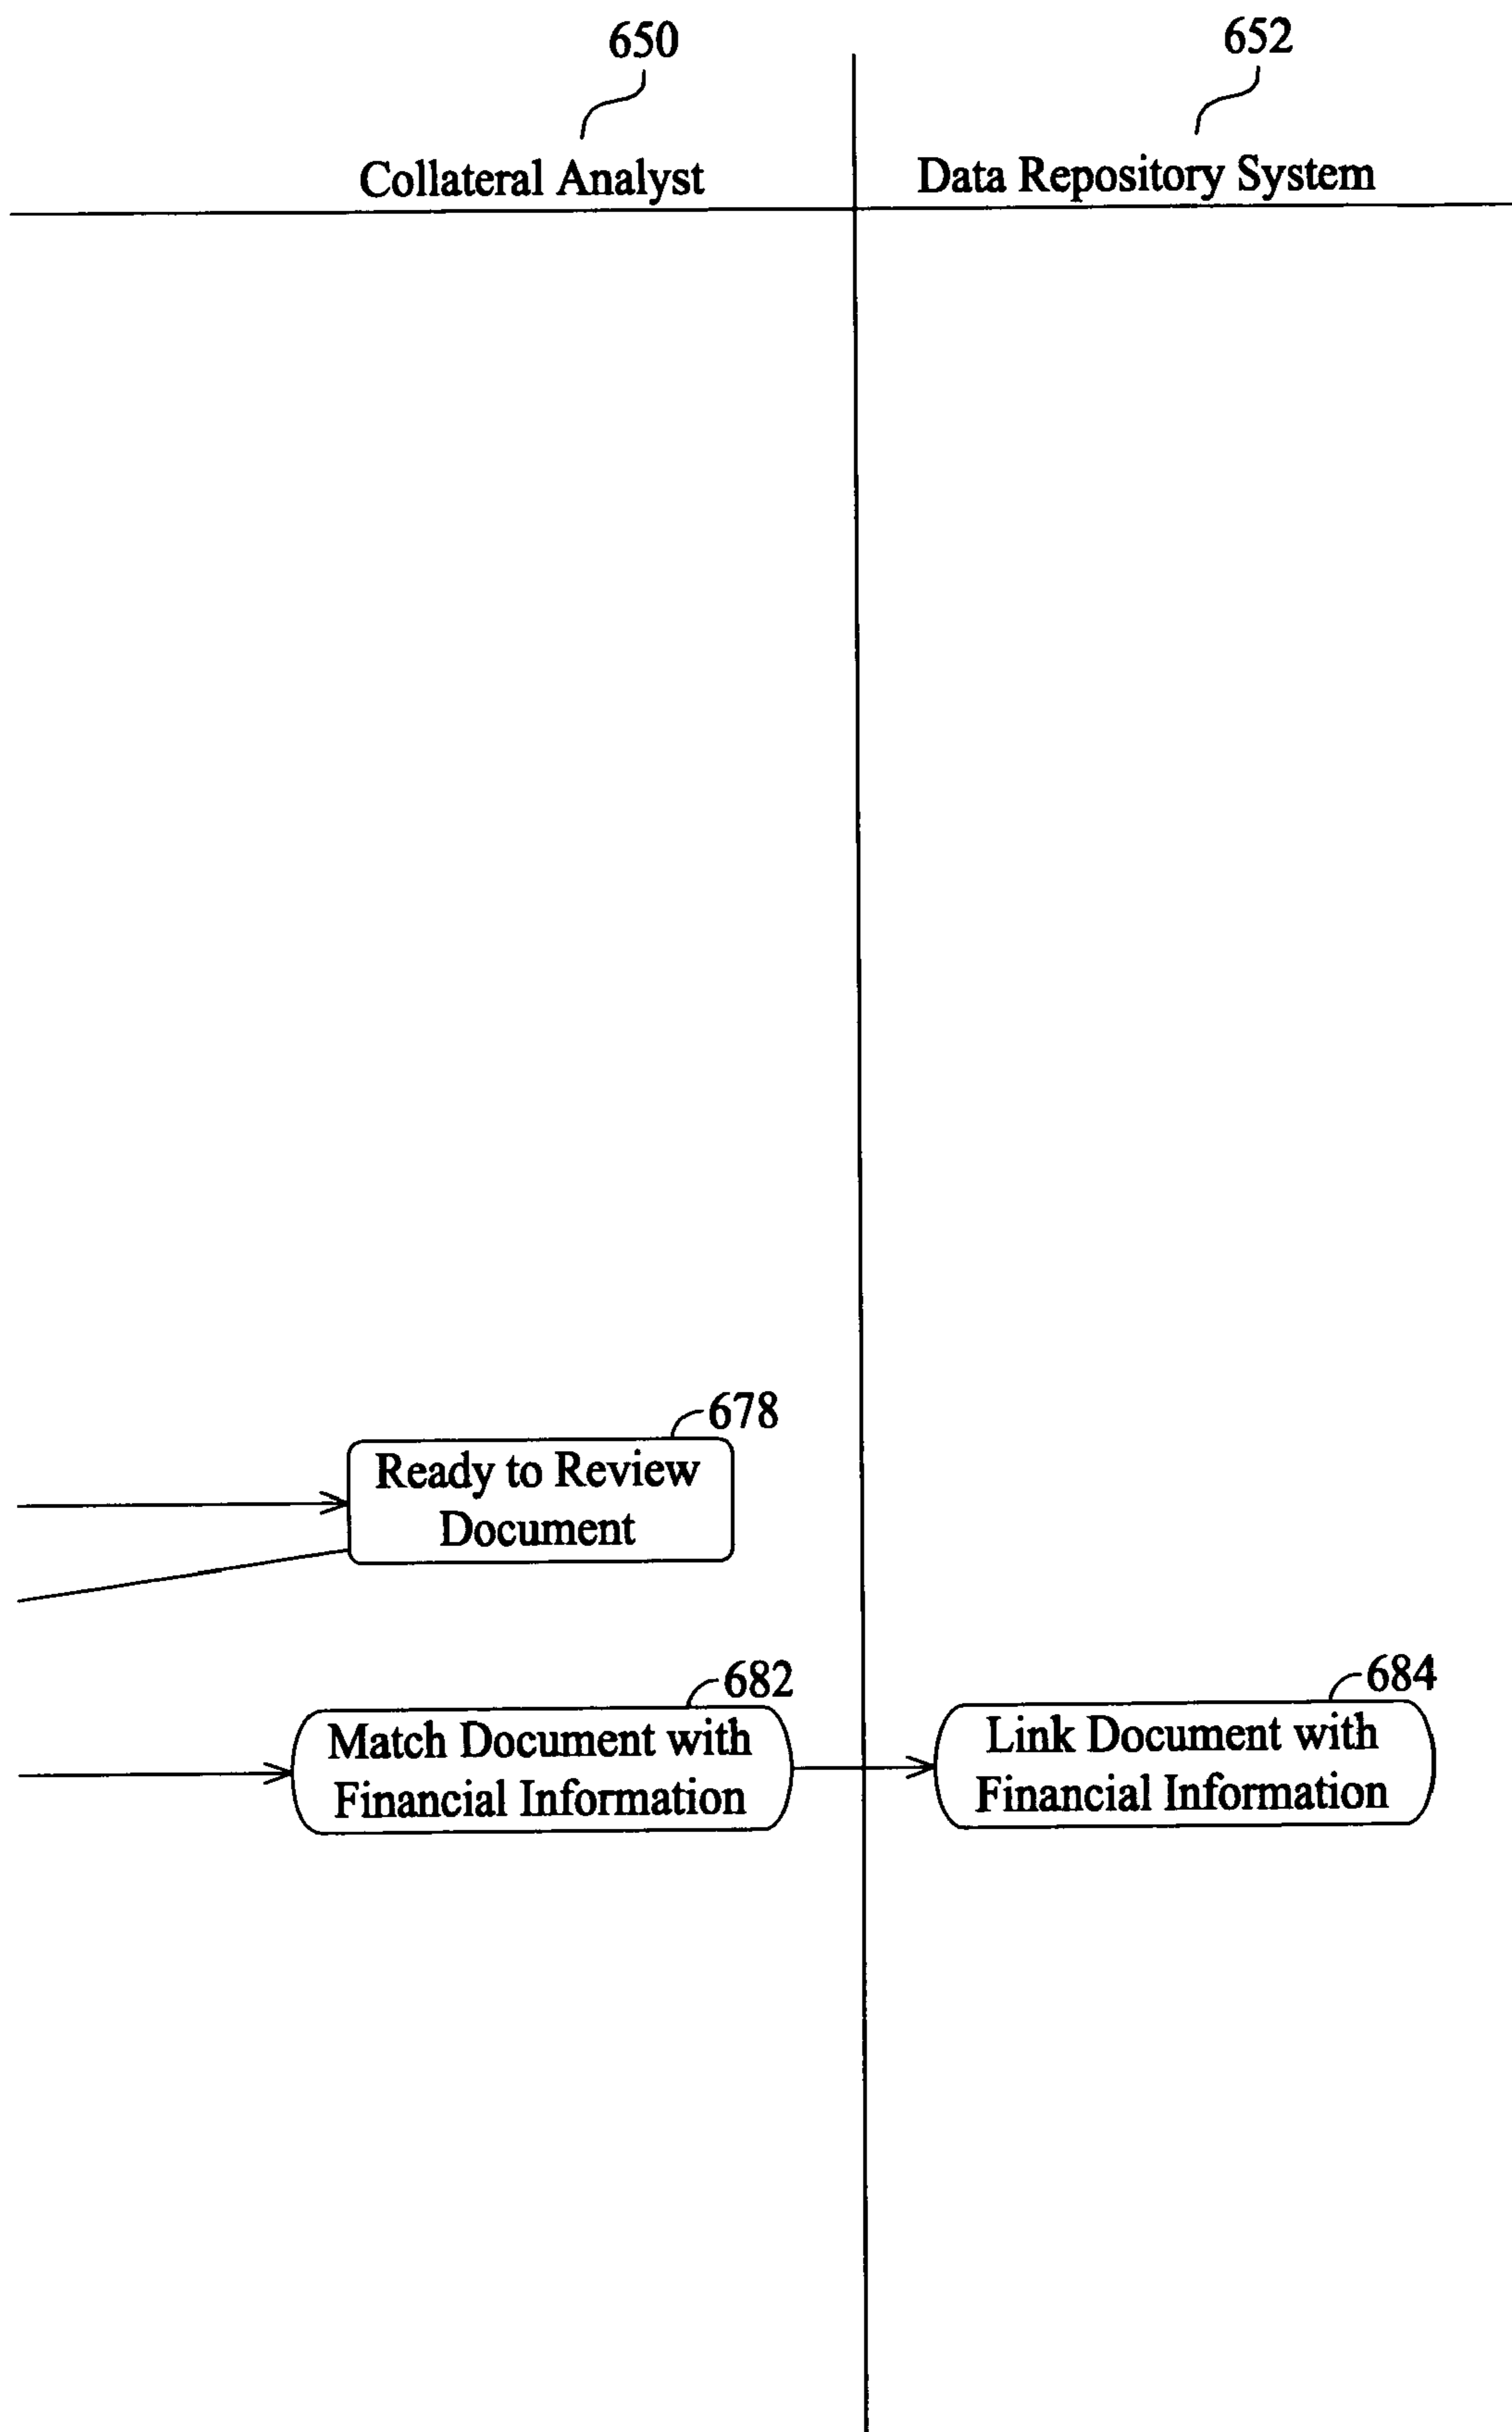 650
652
Collateral Analyst
Data Repository System
678
Ready to Review
Document
682
Match Document with
Financial Information
684
Link Document with
Financial Information